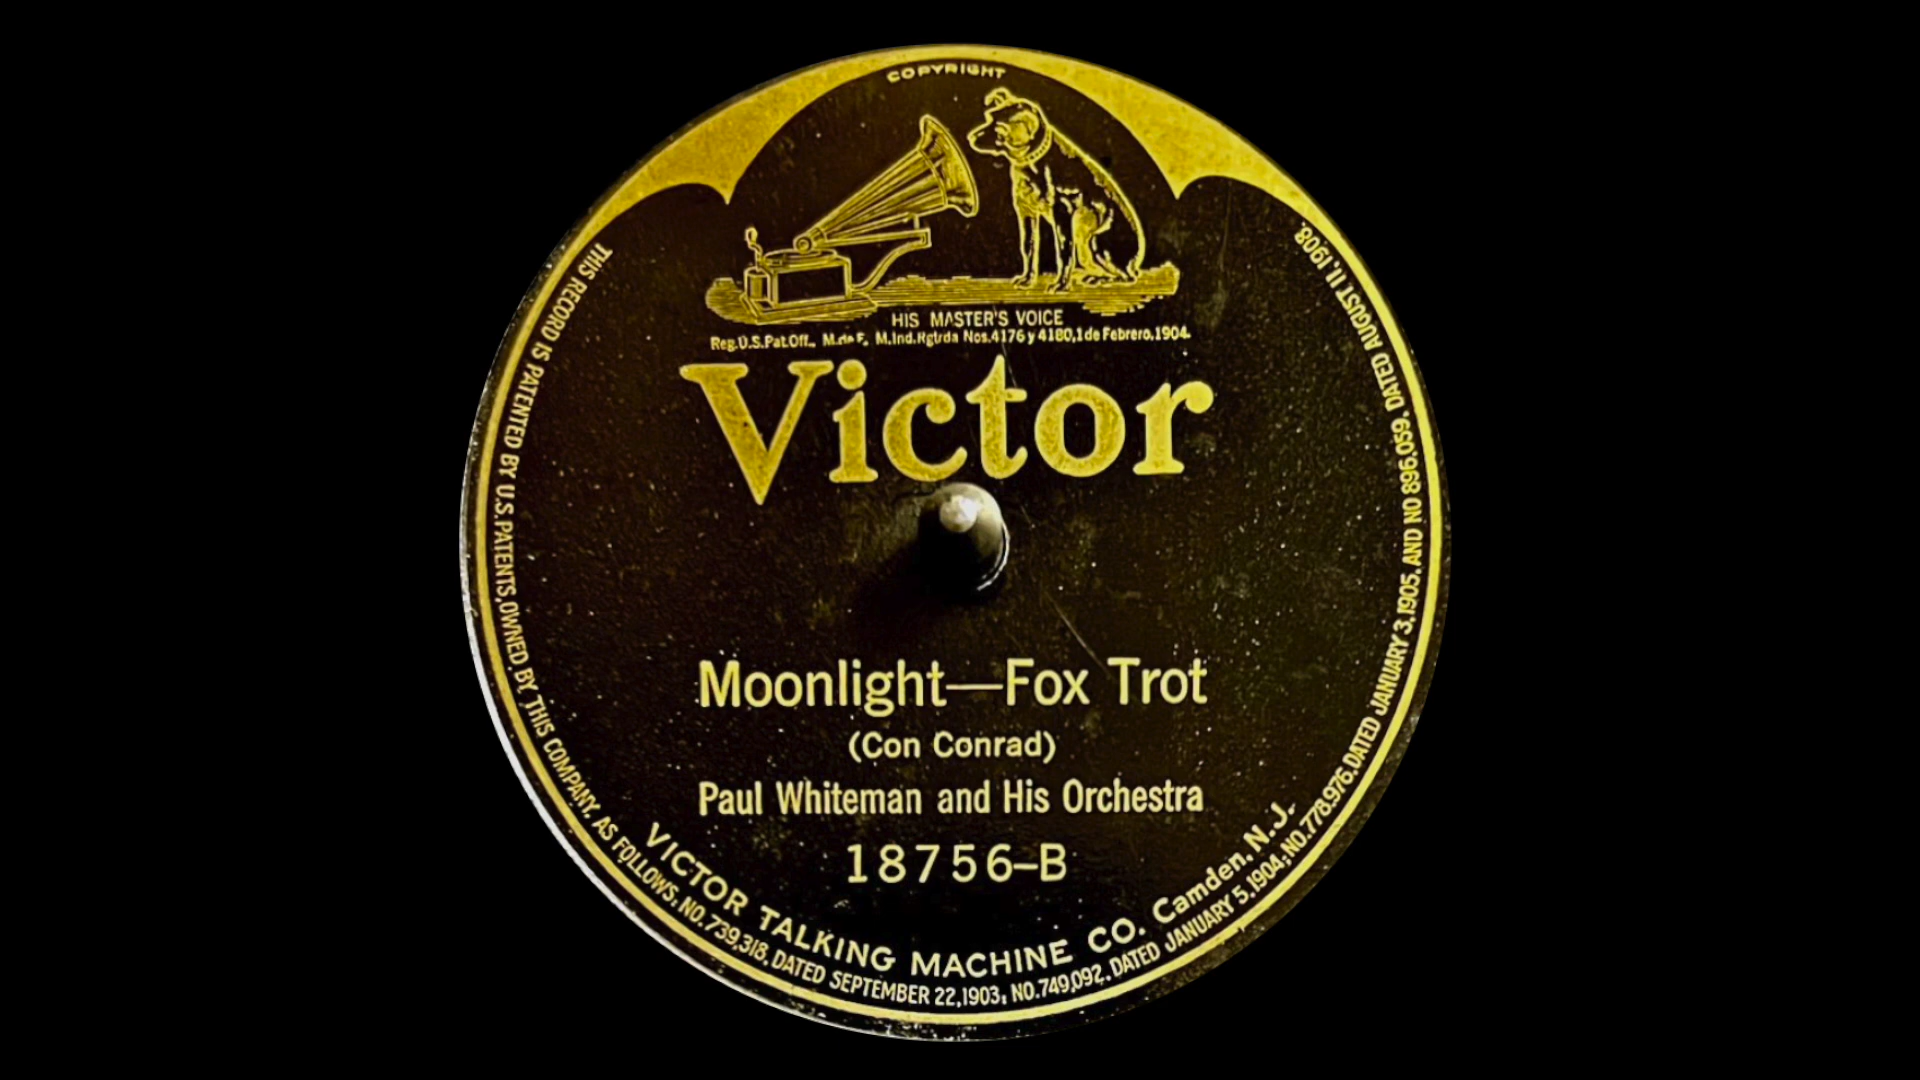 COPYRIGHT
HIS MASTER'S VOICE
Reg.U.S.Pat.Off., M.de F. M.Ind.Rgtrda Nos.4176 y 4180,1 de Febrero,1904.
Victor
Moonlight—Fox Trot
(Con Conrad)
Paul Whiteman and His Orchestra
18756-B
VICTOR TALKING MACHINE CO. Camden, N.J.
THIS RECORD IS PATENTED BY U.S.PATENTS,OWNED BY THIS COMPANY, AS FOLLOWS: NO.739,318, DATED SEPTEMBER 22,1903; NO.749,092, DATED JANUARY 5,1904; NO.778,976, DATED JANUARY 3,1905, AND NO 896,059, DATED AUGUST 11,1908.